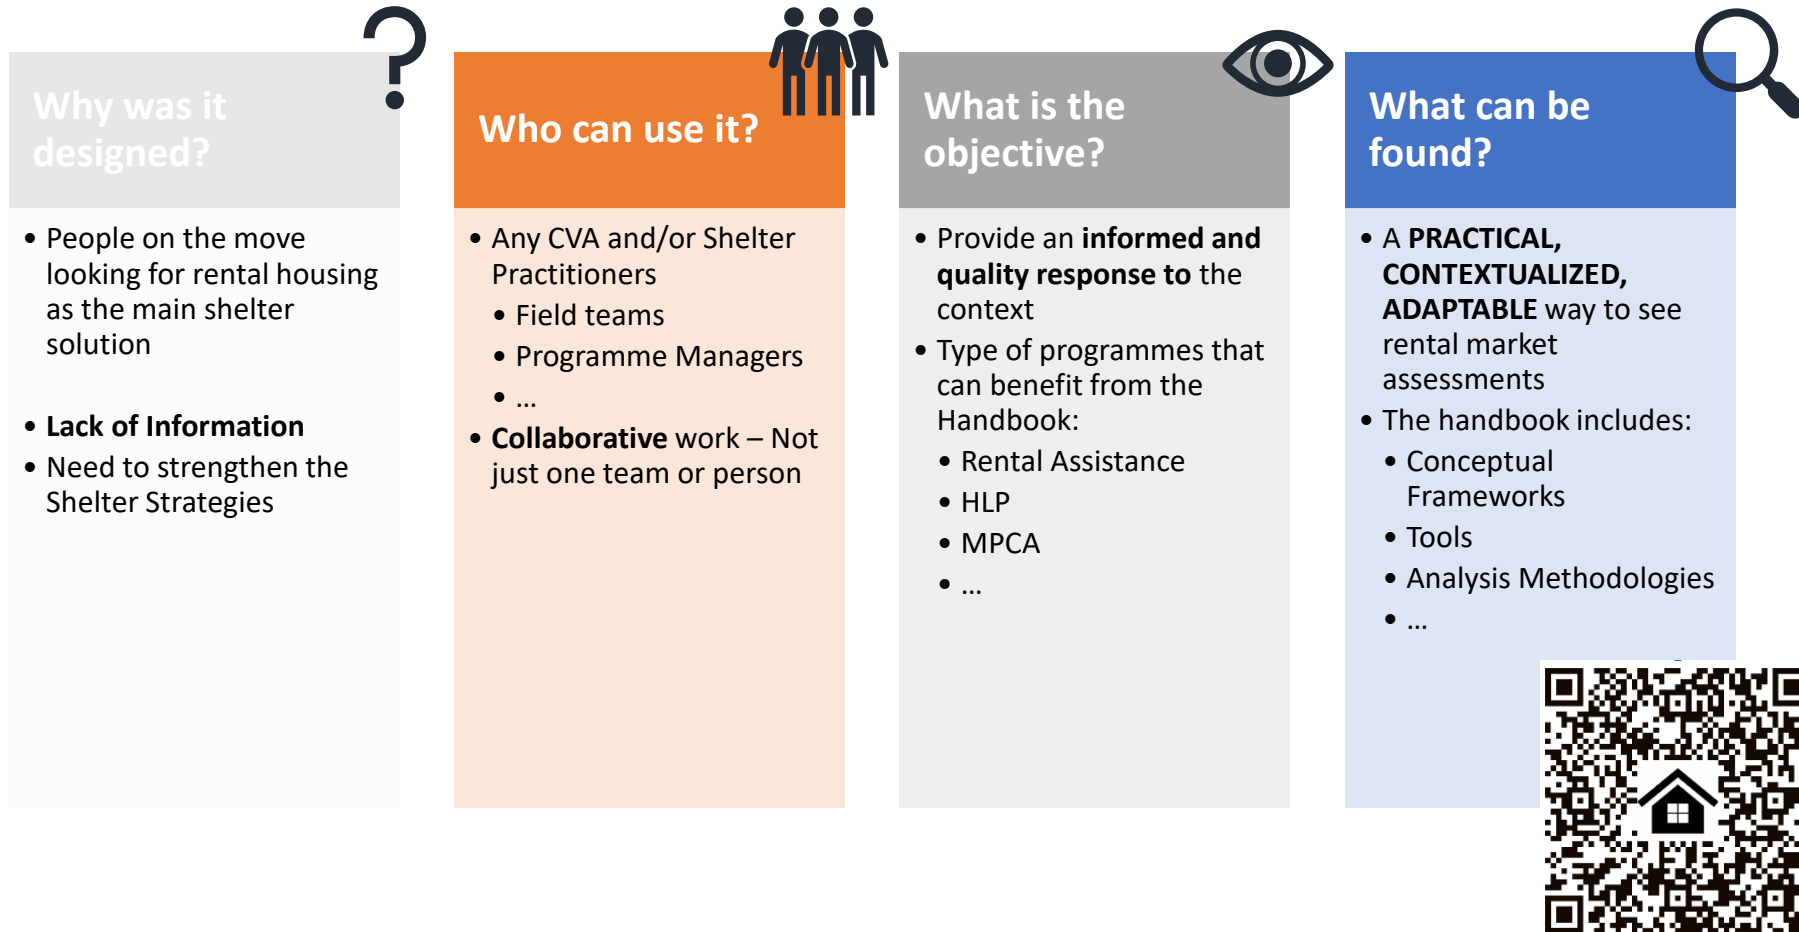 Why was it
designed?
• People on the move
looking for rental housing
as the main shelter
solution
• Lack of Information
• Need to strengthen the
Shelter Strategies
Who can use it?
• Any CVA and/or Shelter
Practitioners
• Field teams
• Programme Managers
• ...
• Collaborative work – Not
just one team or person
What is the
objective?
• Provide an informed and
quality response to the
context
• Type of programmes that
can benefit from the
Handbook:
• Rental Assistance
• HLP
• MPCA
• ...
What can be
found?
• A PRACTICAL,
CONTEXTUALIZED,
ADAPTABLE way to see
rental market
assessments
• The handbook includes:
• Conceptual
Frameworks
• Tools
• Analysis Methodologies
• ...